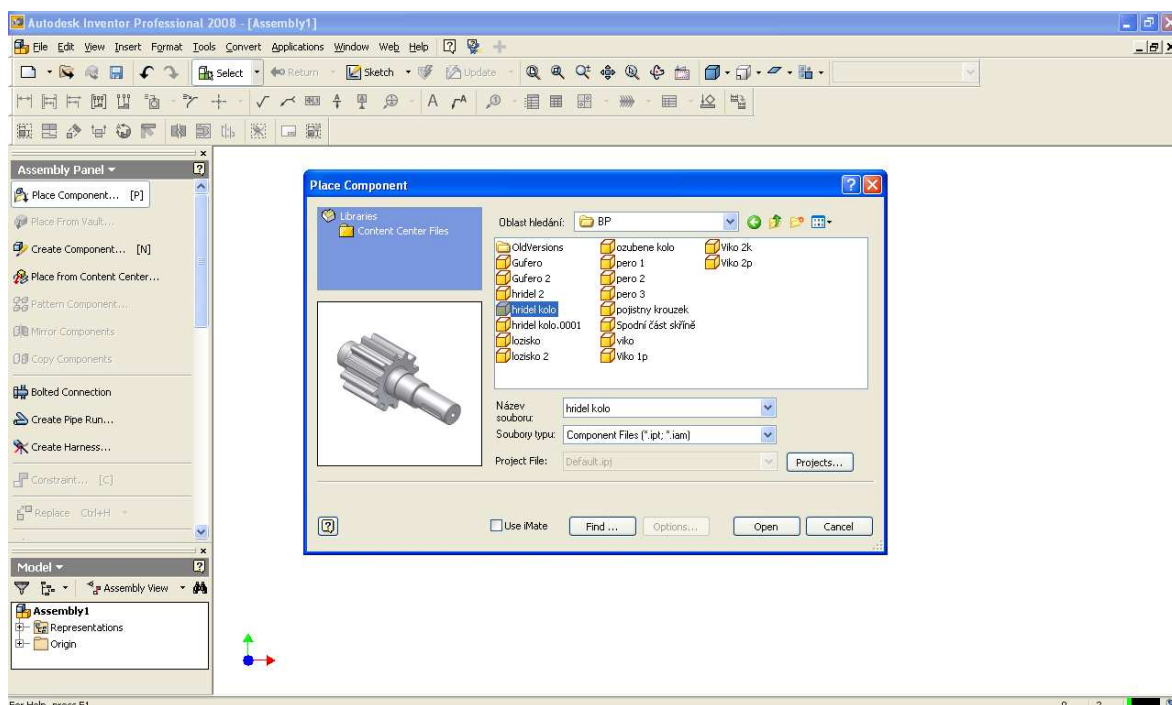 Autodesk Inventor Professional 2008 - [Assembly1]
File Edit View Insert Format Tools Convert Applications Window Web Help
Select Return Sketch Update
A
Assembly Panel
Place Component... [P]
Place From Vault...
Create Component... [N]
Place from Content Center...
Pattern Component...
Mirror Components
Copy Components
Bolted Connection
Create Pipe Run...
Create Harness...
Constraint... [C]
Replace Ctrl+H
Model
Assembly View
Assembly1
Representations
Origin
Place Component
Libraries
Content Center Files
Oblast hledání: BP
OldVersions
Gufero
Gufero 2
hridel 2
hridel kolo
hridel kolo.0001
lozisko
lozisko 2
ozubene kolo
pero 1
pero 2
pero 3
pojistny krouzek
Spodní část skříně
viko
Viko 1p
Viko 2k
Viko 2p
Název souboru: hridel kolo
Soubory typu: Component Files (*.ipt; *.iam)
Project File: Default.ipj Projects...
Use iMate Find ... Options... Open Cancel
For Help, press F1